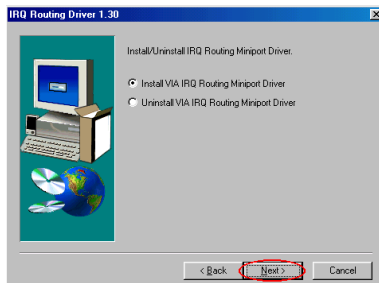 IRQ Routing Driver 1.30
Install/Uninstall IRQ Routing Miniport Driver.
Install VIA IRQ Routing Miniport Driver
Uninstall VIA IRQ Routing Miniport Driver
< Back
Next >
Cancel